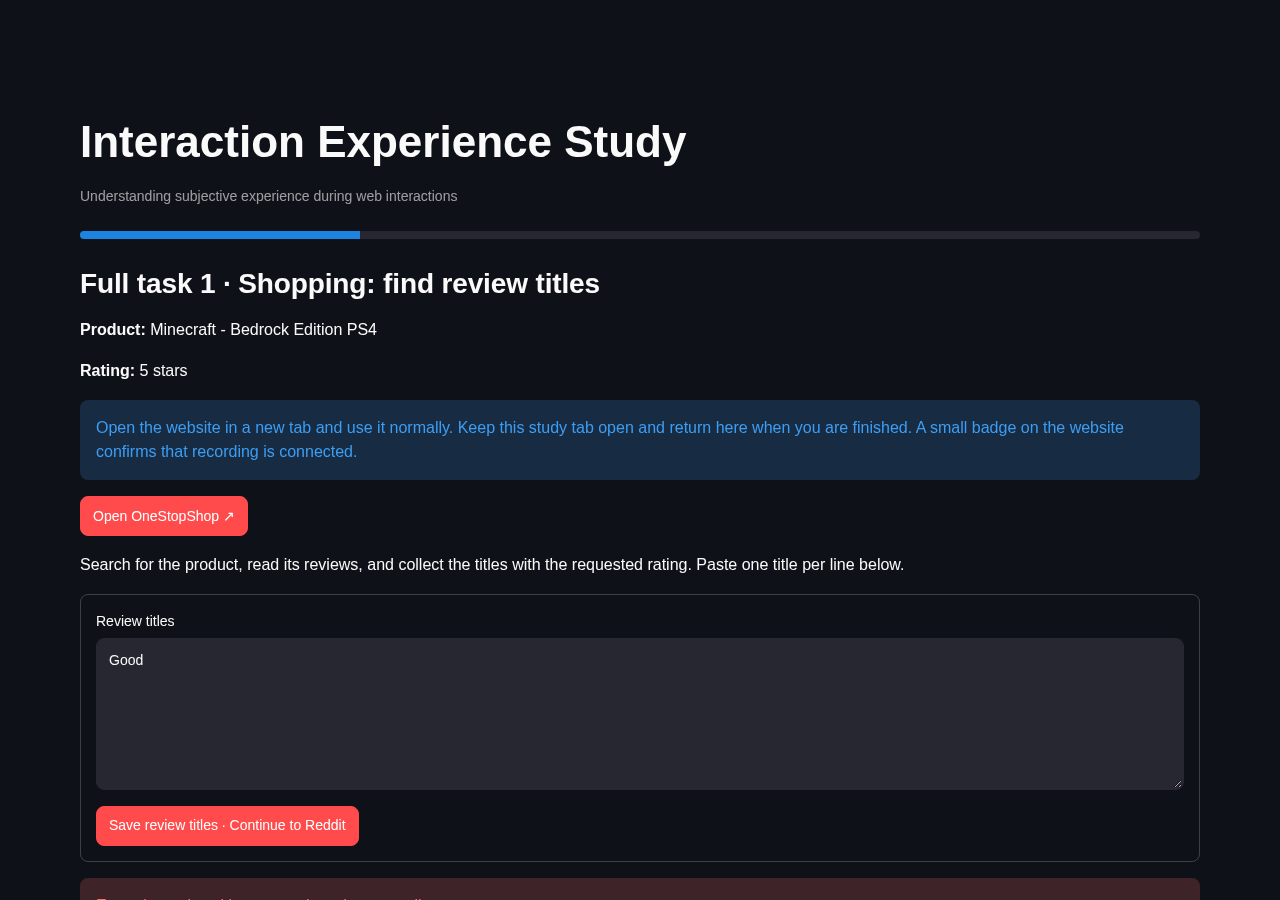 Interaction Experience Study
Understanding subjective experience during web interactions
Full task 1 · Shopping: find review titles
Product: Minecraft - Bedrock Edition PS4
Rating: 5 stars
Open the website in a new tab and use it normally. Keep this study tab open and return here when you are finished. A small badge on the website
confirms that recording is connected.
Open OneStopShop ↗
Search for the product, read its reviews, and collect the titles with the requested rating. Paste one title per line below.
Review titles
Good
Save review titles · Continue to Reddit